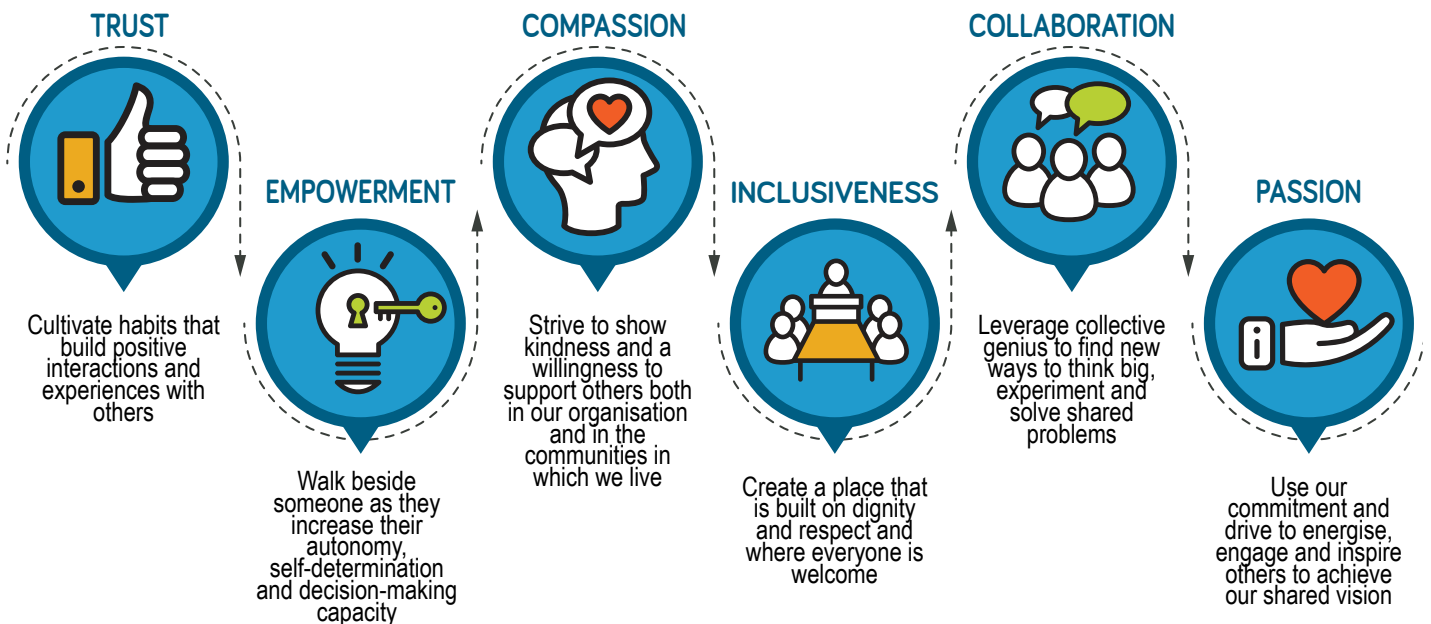 TRUST
Cultivate habits that
build positive
interactions and
experiences with
others
EMPOWERMENT
Walk beside
someone as they
increase their
autonomy,
self-determination
and decision-making
capacity
COMPASSION
Strive to show
kindness and a
willingness to
support others both
in our organisation
and in the
communities in
which we live
INCLUSIVENESS
Create a place that
is built on dignity
and respect and
where everyone is
welcome
COLLABORATION
Leverage collective
genius to find new
ways to think big,
experiment and
solve shared
problems
PASSION
Use our
commitment and
drive to energise,
engage and inspire
others to achieve
our shared vision